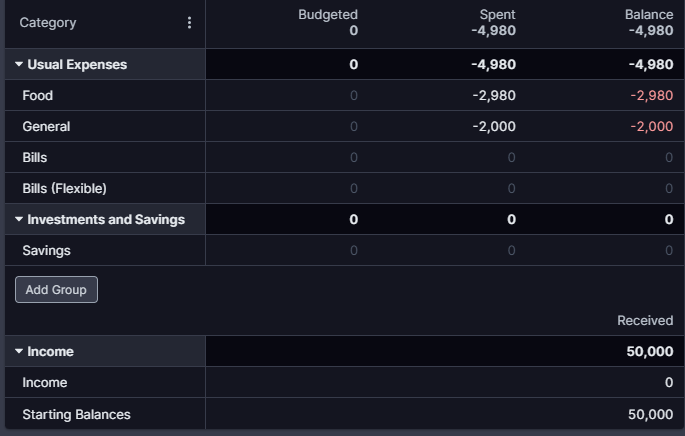 Category Budgeted Spent Balance
0 -4,980 -4,980
Usual Expenses 0 -4,980 -4,980
Food 0 -2,980 -2,980
General 0 -2,000 -2,000
Bills 0 0 0
Bills (Flexible) 0 0 0
Investments and Savings 0 0 0
Savings 0 0 0
Add Group
Received
Income 50,000
Income 0
Starting Balances 50,000